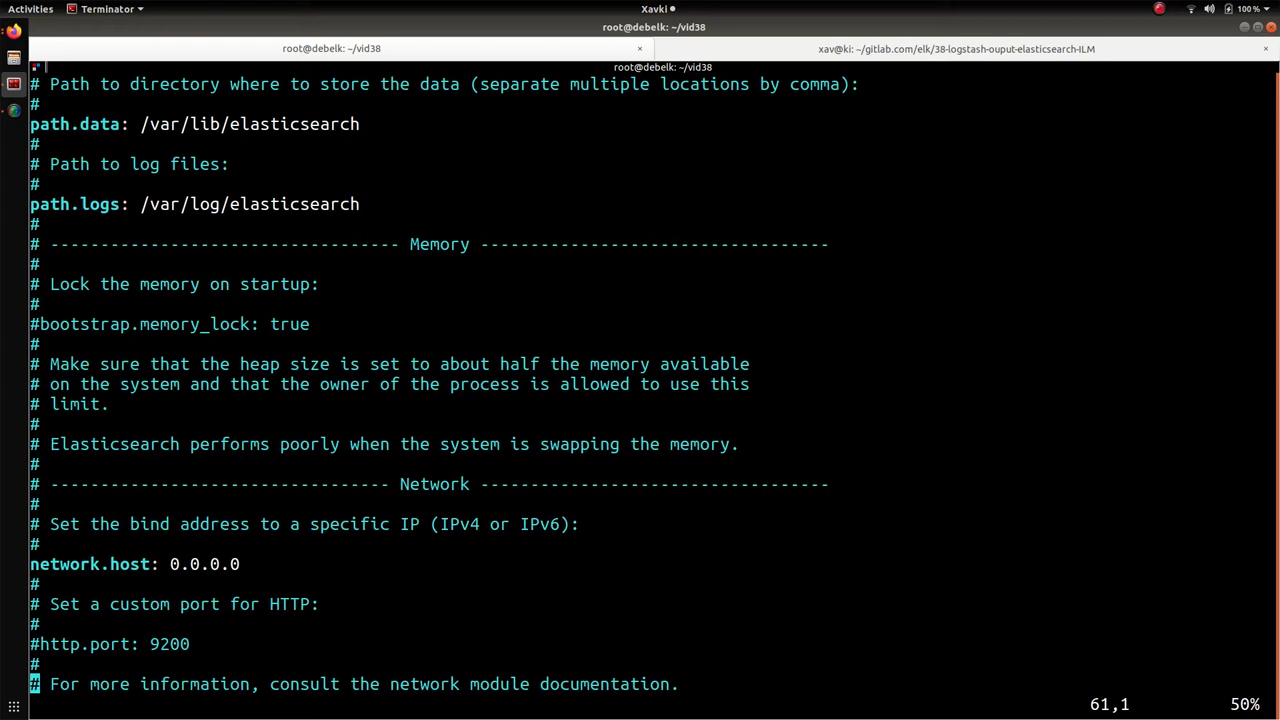 Activities Terminator Xavki 100%
root@debelk: ~/vid38
root@debelk: ~/vid38 × xav@ki: ~/gitlab.com/elk/38-logstash-ouput-elasticsearch-ILM ×
root@debelk: ~/vid38
# Path to directory where to store the data (separate multiple locations by comma):
#
path.data: /var/lib/elasticsearch
#
# Path to log files:
#
path.logs: /var/log/elasticsearch
#
# ----------------------------------- Memory -----------------------------------
#
# Lock the memory on startup:
#
#bootstrap.memory_lock: true
#
# Make sure that the heap size is set to about half the memory available
# on the system and that the owner of the process is allowed to use this
# limit.
#
# Elasticsearch performs poorly when the system is swapping the memory.
#
# ---------------------------------- Network -----------------------------------
#
# Set the bind address to a specific IP (IPv4 or IPv6):
#
network.host: 0.0.0.0
#
# Set a custom port for HTTP:
#
#http.port: 9200
#
# For more information, consult the network module documentation.
61,1 50%